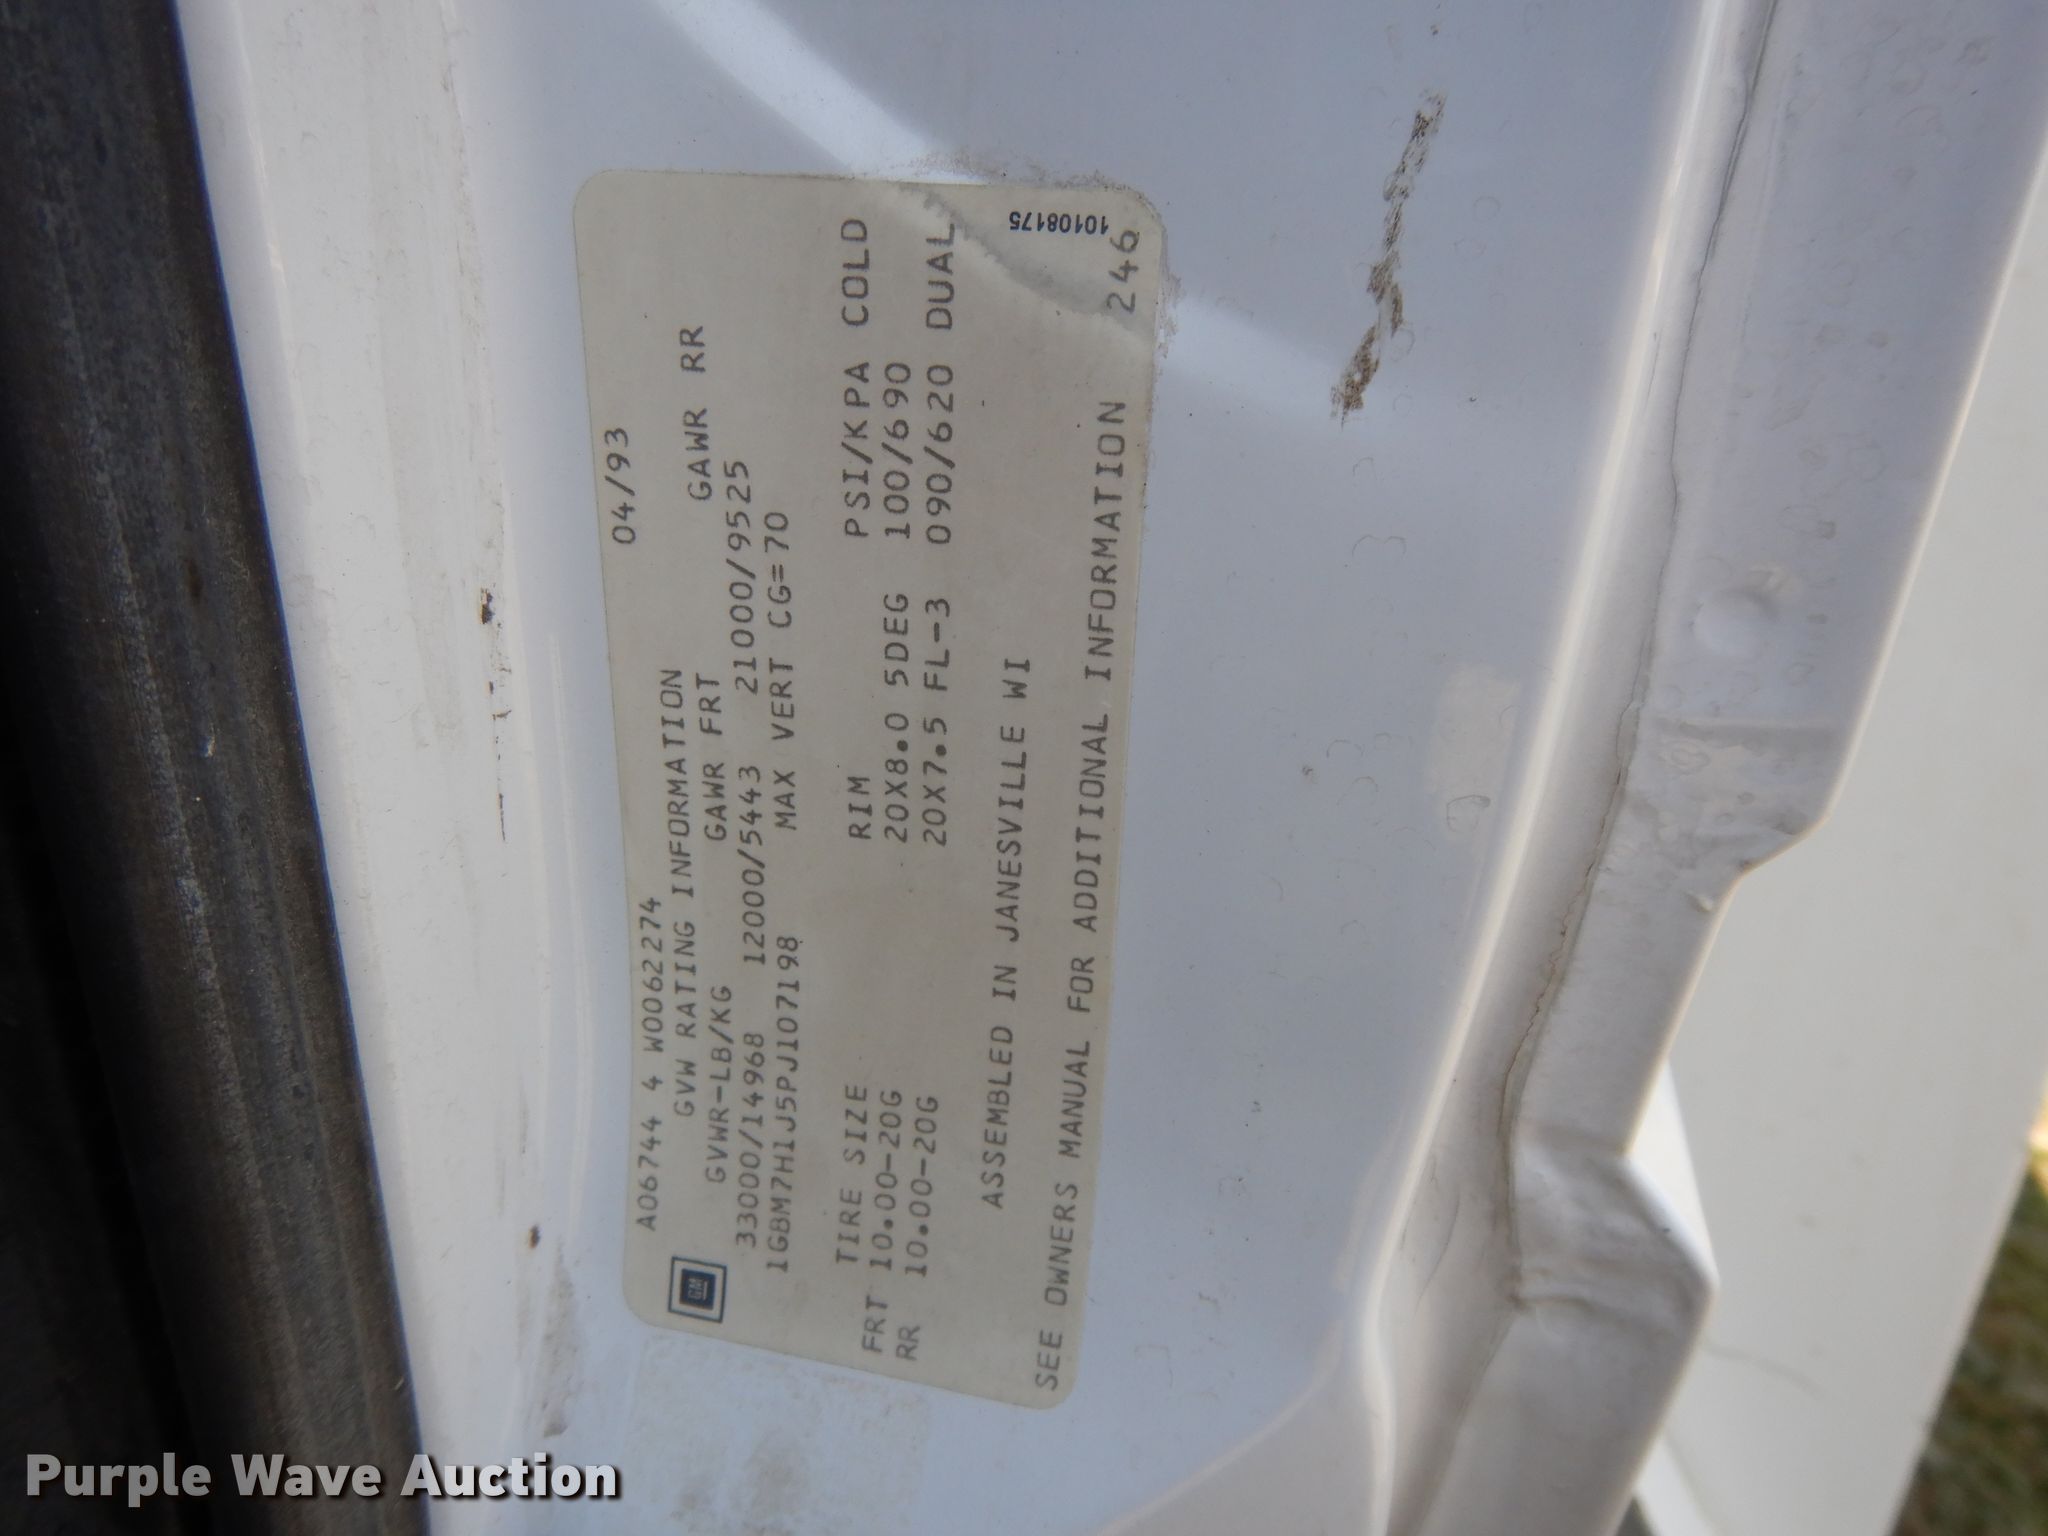 10108175
04/93
A06744 4 W0062274
GVW RATING INFORMATION
GVWR-LB/KG GAWR FRT GAWR RR
33000/14968 12000/5443 21000/9525
1GBM7H1J5PJ107198 MAX VERT CG=70
TIRE SIZE RIM PSI/KPA COLD
FRT 10.00-20G 20X8.0 5DEG 100/690
RR 10.00-20G 20X7.5 FL-3 090/620 DUAL
ASSEMBLED IN JANESVILLE WI
SEE OWNERS MANUAL FOR ADDITIONAL INFORMATION 246
GM
Purple Wave Auction